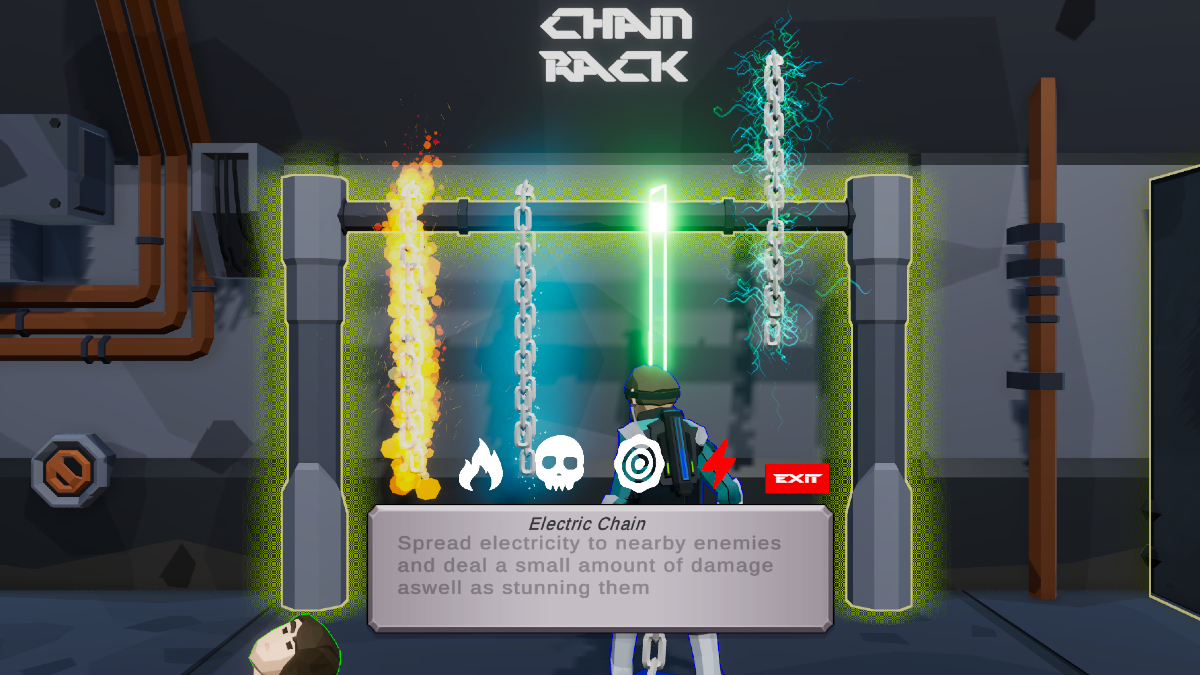 CHAIN
RACK
EXIT
Electric Chain
Spread electricity to nearby enemies
and deal a small amount of damage
aswell as stunning them